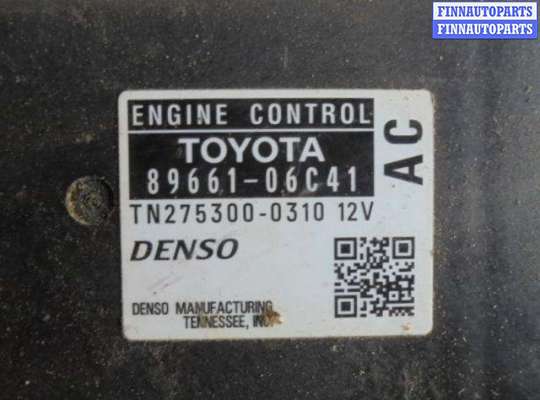 FINNAUTOPARTS
FINNAUTOPARTS
ENGINE CONTROL
TOYOTA
89661-06C41
AC
TN275300-0310 12V
DENSO
DENSO MANUFACTURING
TENNESSEE, INC.